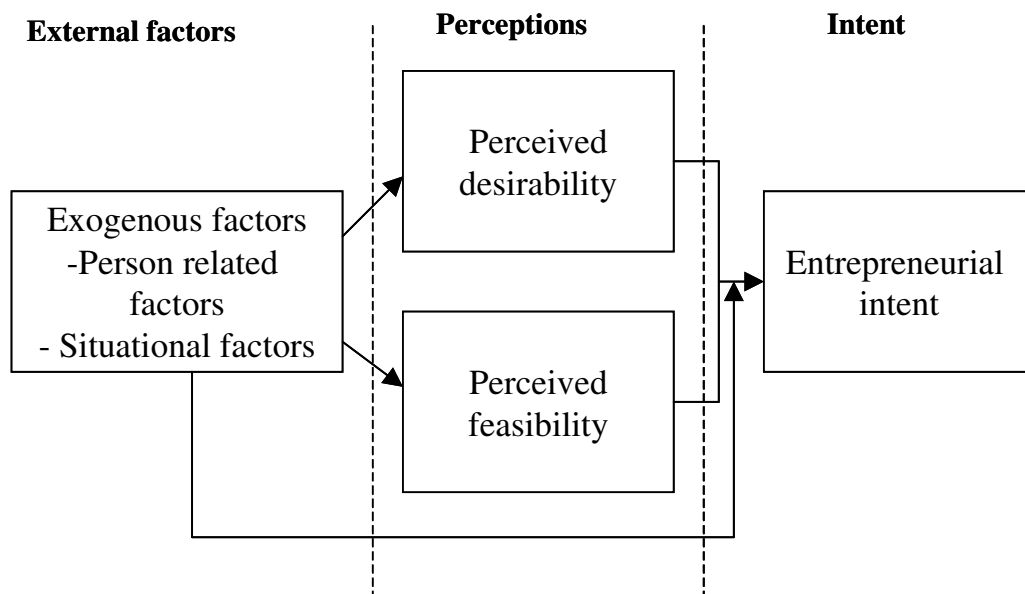 External factors
Perceptions
Intent
Perceived
desirability
Exogenous factors
-Person related
factors
- Situational factors
Entrepreneurial
intent
Perceived
feasibility